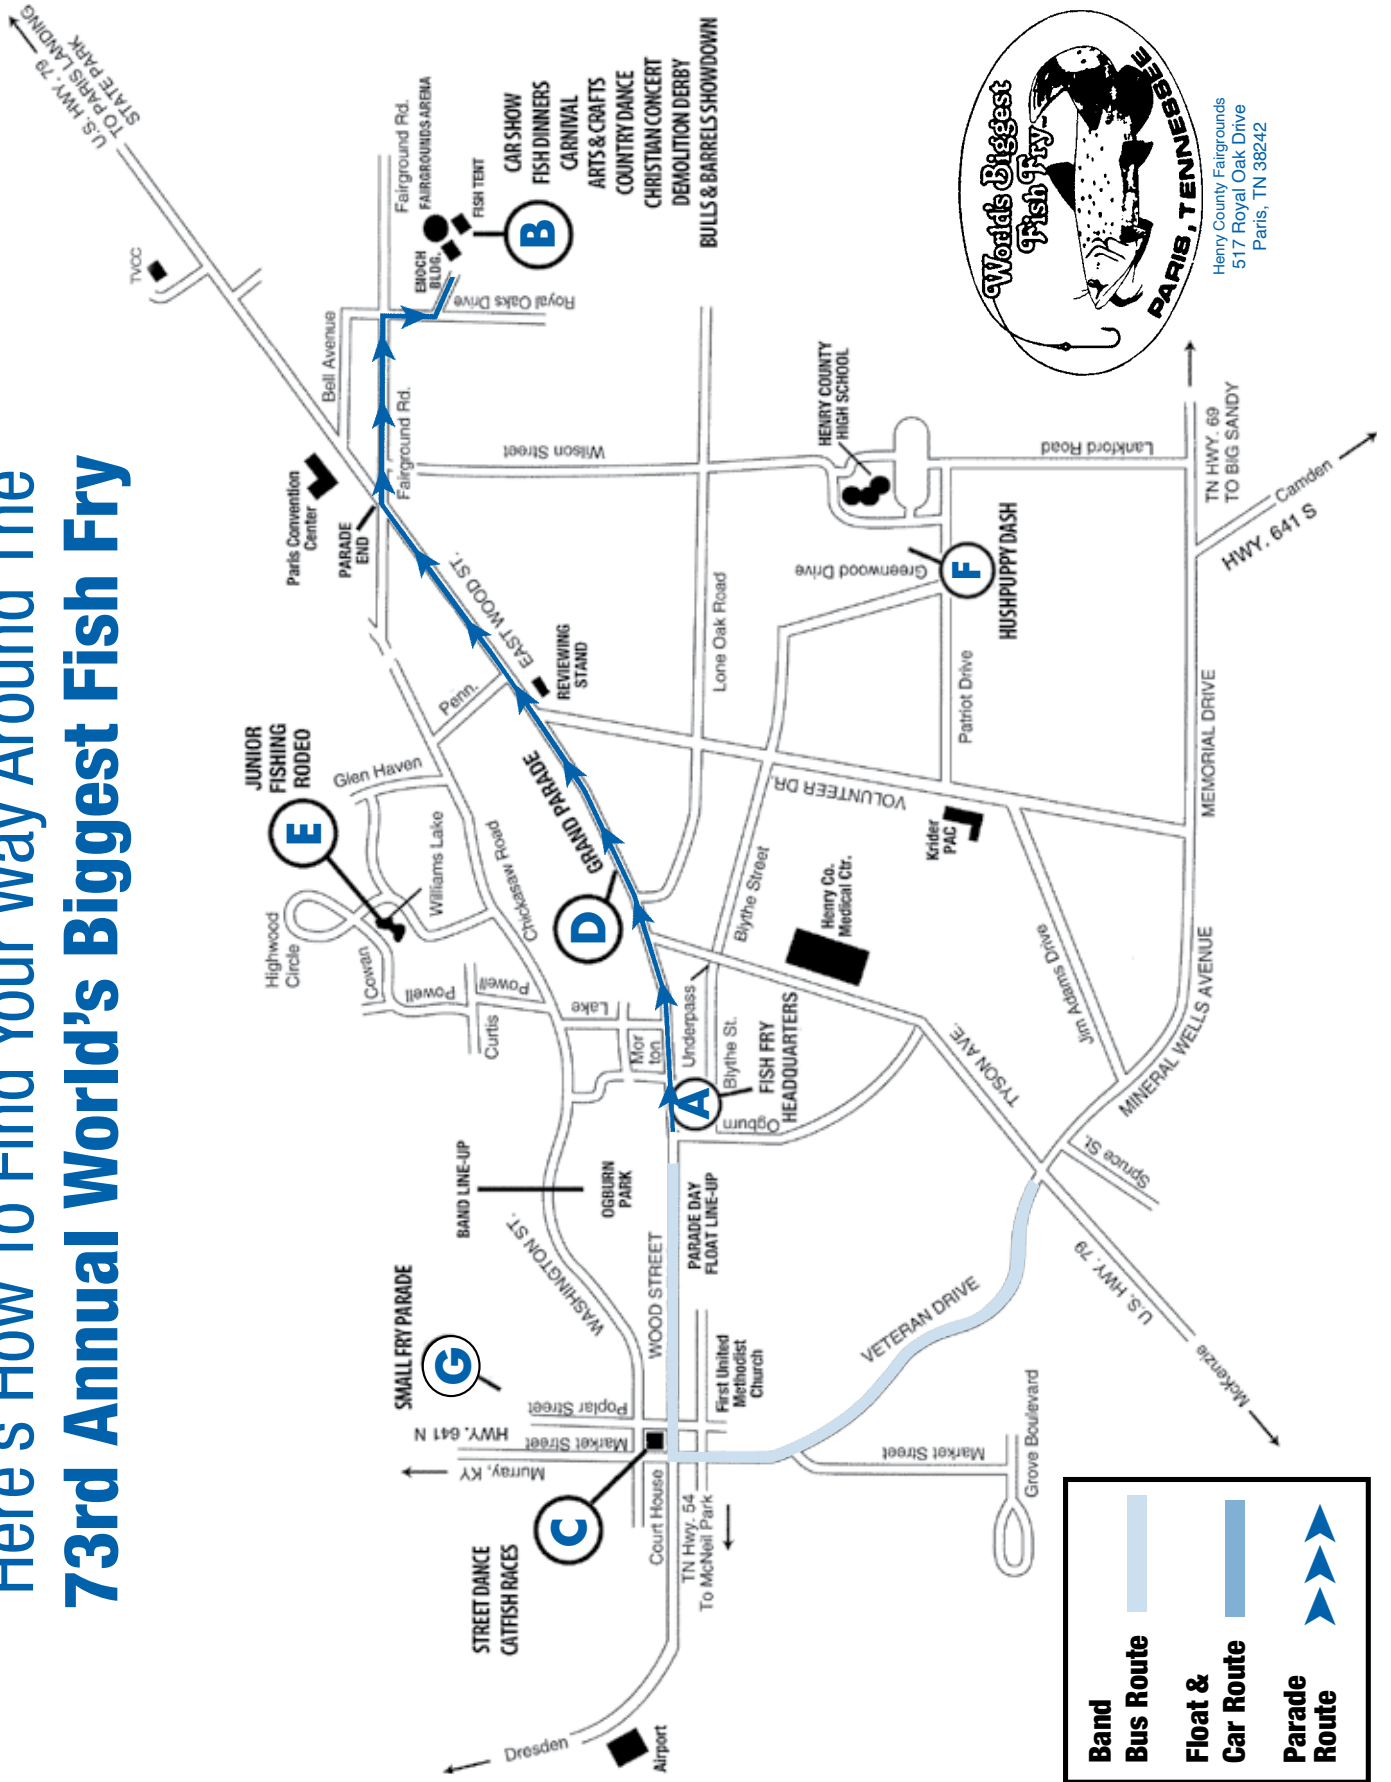 Here's How To Find Your Way Around The
73rd Annual World's Biggest Fish Fry
U.S. HWY. 79
TO PARIS LANDING
STATE PARK
TVCC
Bell Avenue
Fairground Rd.
FAIRGROUNDS ARENA
FISH TENT
ENOCH
BLDG.
Royal Oaks Drive
B
CAR SHOW
FISH DINNERS
CARNIVAL
ARTS & CRAFTS
COUNTRY DANCE
CHRISTIAN CONCERT
DEMOLITION DERBY
BULLS & BARRELS SHOWDOWN
World's Biggest
Fish Fry
PARIS, TENNESSEE
Henry County Fairgrounds
517 Royal Oak Drive
Paris, TN 38242
Paris Convention
Center
PARADE
END
Fairground Rd.
Wilson Street
HENRY COUNTY
HIGH SCHOOL
Lankford Road
TN HWY. 69
TO BIG SANDY
Camden
HWY. 641 S
EAST WOOD ST.
REVIEWING
STAND
Penn.
Lone Oak Road
Greenwood Drive
F
HUSHPUPPY DASH
Patriot Drive
MEMORIAL DRIVE
JUNIOR
FISHING
RODEO
E
Glen Haven
Williams Lake
Highwood
Circle
Cowan
Chickasaw Road
Powell
Powell
Curtis
Lake
Mor
ton
GRAND PARADE
D
VOLUNTEER DR.
Krider
PAC
Blythe Street
Henry Co.
Medical Ctr.
Jim Adams Drive
MINERAL WELLS AVENUE
TYSON AVE.
Underpass
Blythe St.
A
FISH FRY
HEADQUARTERS
Ogburn
Spruce St.
BAND LINE-UP
OGBURN
PARK
WASHINGTON ST.
PARADE DAY
FLOAT LINE-UP
WOOD STREET
SMALL FRY PARADE
G
Poplar Street
HWY. 641 N
Market Street
Murray, KY
First United
Methodist
Church
VETERAN DRIVE
U.S. HWY. 79
McKenzie
Market Street
Grove Boulevard
C
Court House
TN Hwy. 54
To McNeil Park
STREET DANCE
CATFISH RACES
Dresden
Airport
Band
Bus Route
Float &
Car Route
Parade
Route